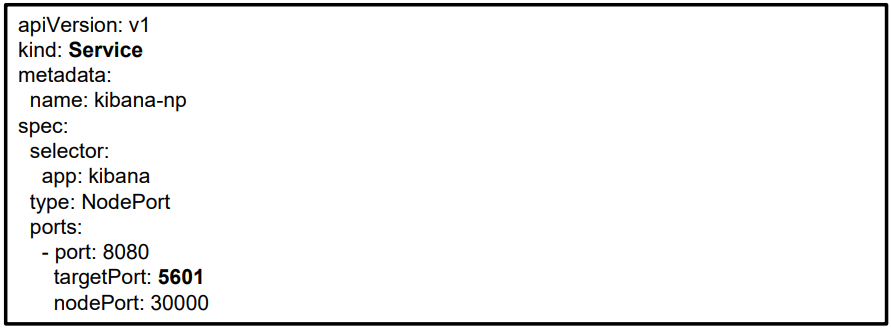 apiVersion: v1
kind: Service
metadata:
  name: kibana-np
spec:
  selector:
    app: kibana
  type: NodePort
  ports:
    - port: 8080
      targetPort: 5601
      nodePort: 30000